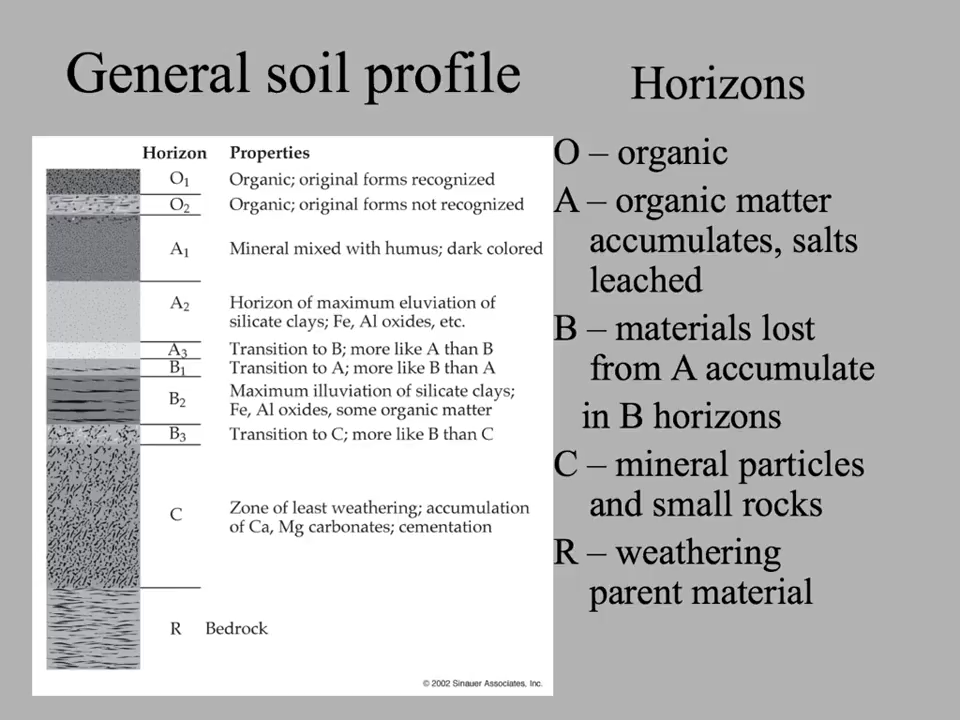 General soil profile
Horizon Properties
O1 Organic; original forms recognized
O2 Organic; original forms not recognized
A1 Mineral mixed with humus; dark colored
A2 Horizon of maximum eluviation of
silicate clays; Fe, Al oxides, etc.
A3 Transition to B; more like A than B
B1 Transition to A; more like B than A
B2 Maximum illuviation of silicate clays;
Fe, Al oxides, some organic matter
B3 Transition to C; more like B than C
C Zone of least weathering; accumulation
of Ca, Mg carbonates; cementation
R Bedrock
© 2002 Sinauer Associates, Inc.
Horizons
O – organic
A – organic matter
accumulates, salts
leached
B – materials lost
from A accumulate
in B horizons
C – mineral particles
and small rocks
R – weathering
parent material